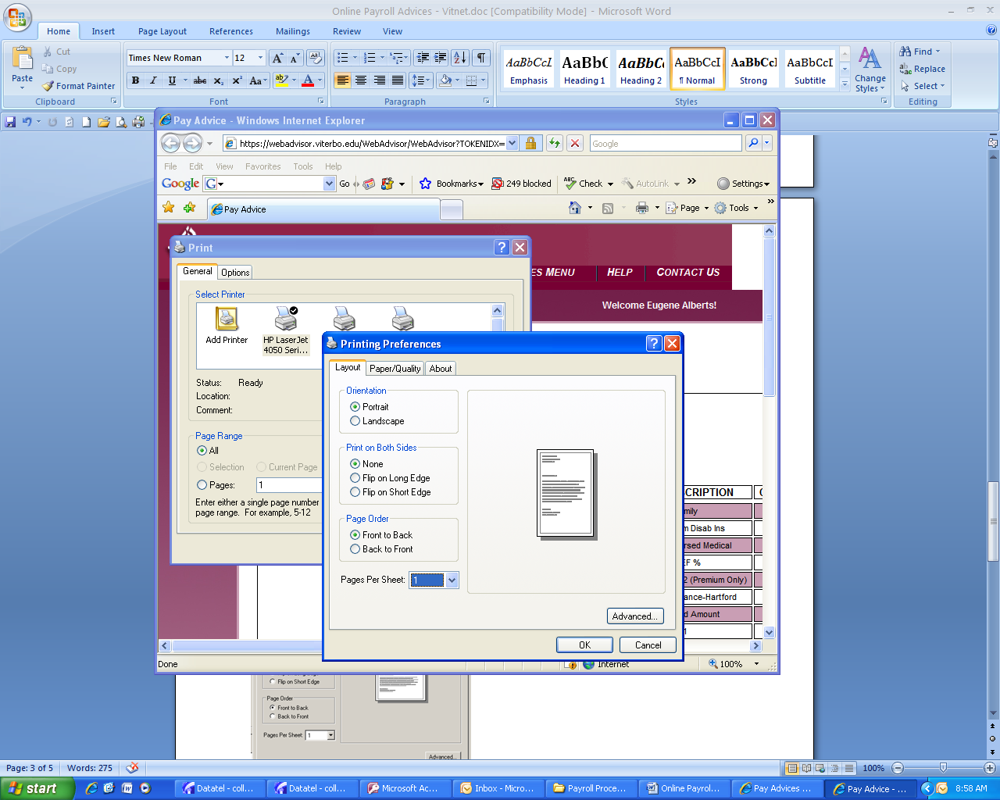 Online Payroll Advices - Vitnet.doc [Compatibility Mode] - Microsoft Word
Home Insert Page Layout References Mailings Review View
Paste Cut Copy Format Painter Clipboard
Times New Roman 12 Font
Paragraph
AaBbCcI AaBbC AaBbCc AaBbCcI AaBbCcl AaBbCcI
Emphasis Heading 1 Heading 2 ¶ Normal Strong Subtitle Change Styles
Styles
Find Replace Select Editing
Pay Advice - Windows Internet Explorer
https://webadvisor.viterbo.edu/WebAdvisor/WebAdvisor?TOKENIDX= Google
File Edit View Favorites Tools Help
Google G Go Bookmarks 249 blocked Check AutoLink Settings
Pay Advice Page Tools
ES MENU HELP CONTACT US
Welcome Eugene Alberts!
Print
General Options
Select Printer
Add Printer HP LaserJet 4050 Seri...
Status: Ready
Location:
Comment:
Page Range
All
Selection Current Page
Pages: 1
Enter either a single page number
page range. For example, 5-12
Printing Preferences
Layout Paper/Quality About
Orientation
Portrait
Landscape
Print on Both Sides
None
Flip on Long Edge
Flip on Short Edge
Page Order
Front to Back
Back to Front
Pages Per Sheet: 1
Advanced...
OK Cancel
CRIPTION
mily
m Disab Ins
rsed Medical
EF %
2 (Premium Only)
ance-Hartford
d Amount
1
Done Internet 100%
Flip on Short Edge
Page Order
Front to Back
Back to Front
Pages Per Sheet: 1
Advanced...
Page: 3 of 5 Words: 275 100%
start Datatel - coll... Datatel - coll... Microsoft Ac... Inbox - Micro... Payroll Proce... Online Payrol... Pay Advices ... Pay Advice - ... 8:58 AM